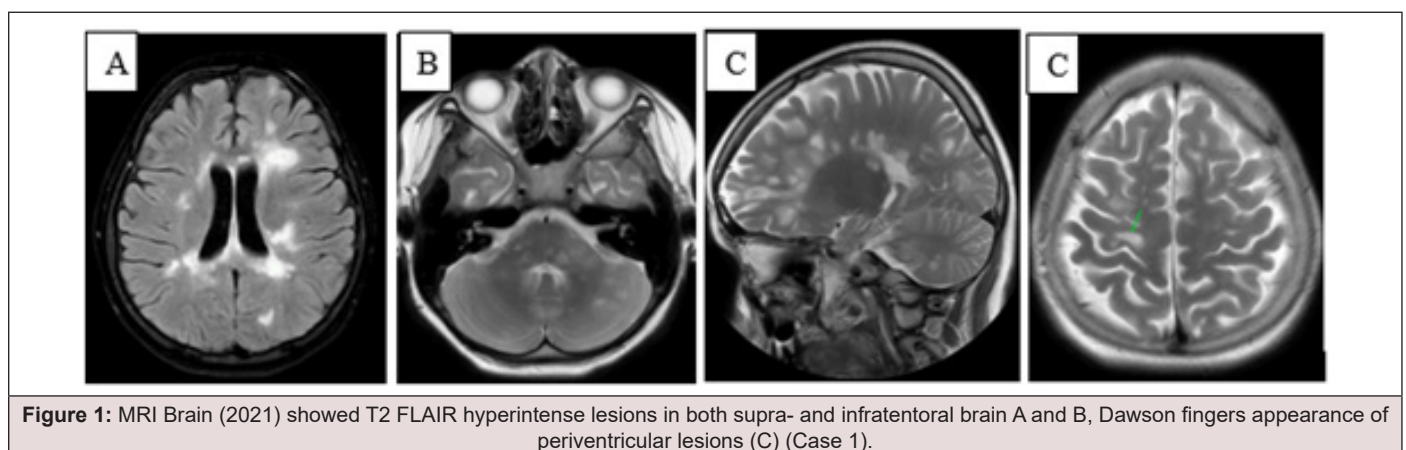 A
B
C
C
Figure 1: MRI Brain (2021) showed T2 FLAIR hyperintense lesions in both supra- and infratentoral brain A and B, Dawson fingers appearance of
periventricular lesions (C) (Case 1).